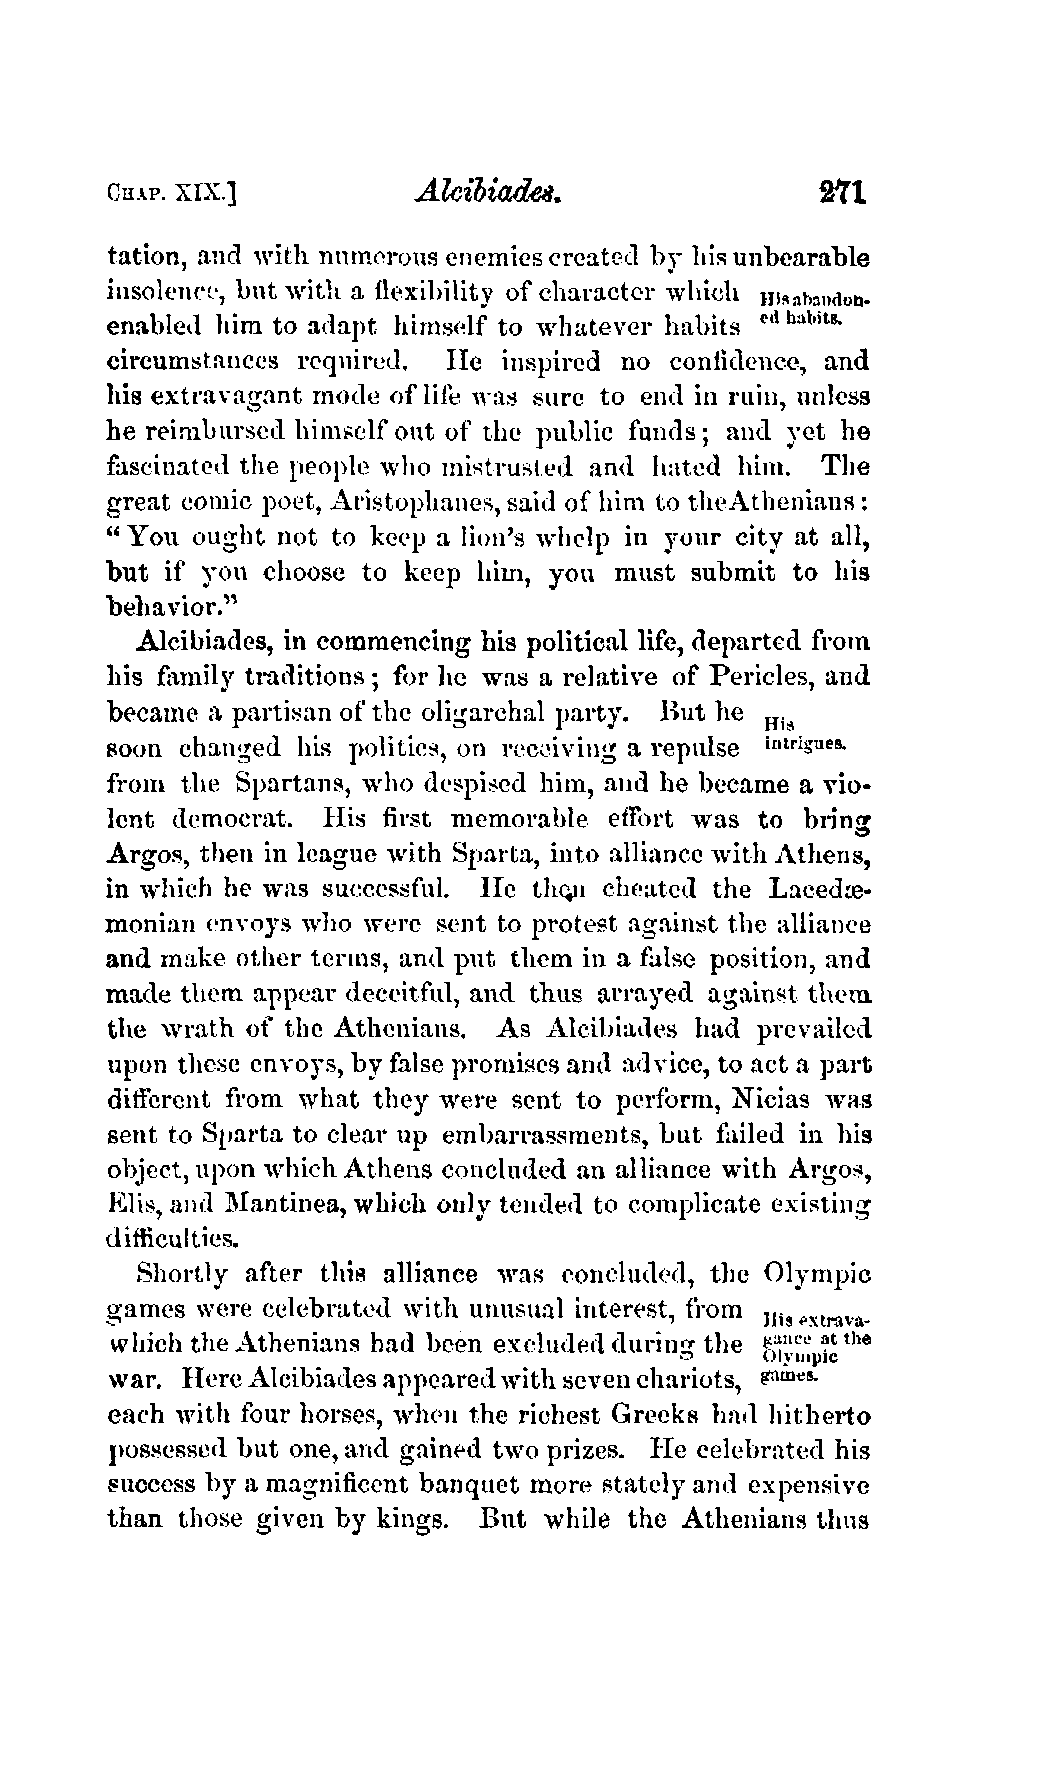 CHAP. XIX.] Alcibiades. 271
tation, and with numerous enemies created by his unbearable
insolence, but with a flexibility of character which
His abandon-
enabled him to adapt himself to whatever habits
ed habits.
circumstances required. He inspired no confidence, and
his extravagant mode of life was sure to end in ruin, unless
he reimbursed himself out of the public funds; and yet he
fascinated the people who mistrusted and hated him. The
great comic poet, Aristophanes, said of him to the Athenians:
"You ought not to keep a lion's whelp in your city at all,
but if you choose to keep him, you must submit to his
behavior."
Alcibiades, in commencing his political life, departed from
his family traditions; for he was a relative of Pericles, and
became a partisan of the oligarchal party. But he
His
soon changed his politics, on receiving a repulse
intrigues.
from the Spartans, who despised him, and he became a vio-
lent democrat. His first memorable effort was to bring
Argos, then in league with Sparta, into alliance with Athens,
in which he was successful. He then cheated the Lacedæ-
monian envoys who were sent to protest against the alliance
and make other terms, and put them in a false position, and
made them appear deceitful, and thus arrayed against them
the wrath of the Athenians. As Alcibiades had prevailed
upon these envoys, by false promises and advice, to act a part
different from what they were sent to perform, Nicias was
sent to Sparta to clear up embarrassments, but failed in his
object, upon which Athens concluded an alliance with Argos,
Elis, and Mantinea, which only tended to complicate existing
difficulties.
Shortly after this alliance was concluded, the Olympic
games were celebrated with unusual interest, from
His extrava-
which the Athenians had been excluded during the
gance at the
Olympic
war. Here Alcibiades appeared with seven chariots,
games.
each with four horses, when the richest Greeks had hitherto
possessed but one, and gained two prizes. He celebrated his
success by a magnificent banquet more stately and expensive
than those given by kings. But while the Athenians thus